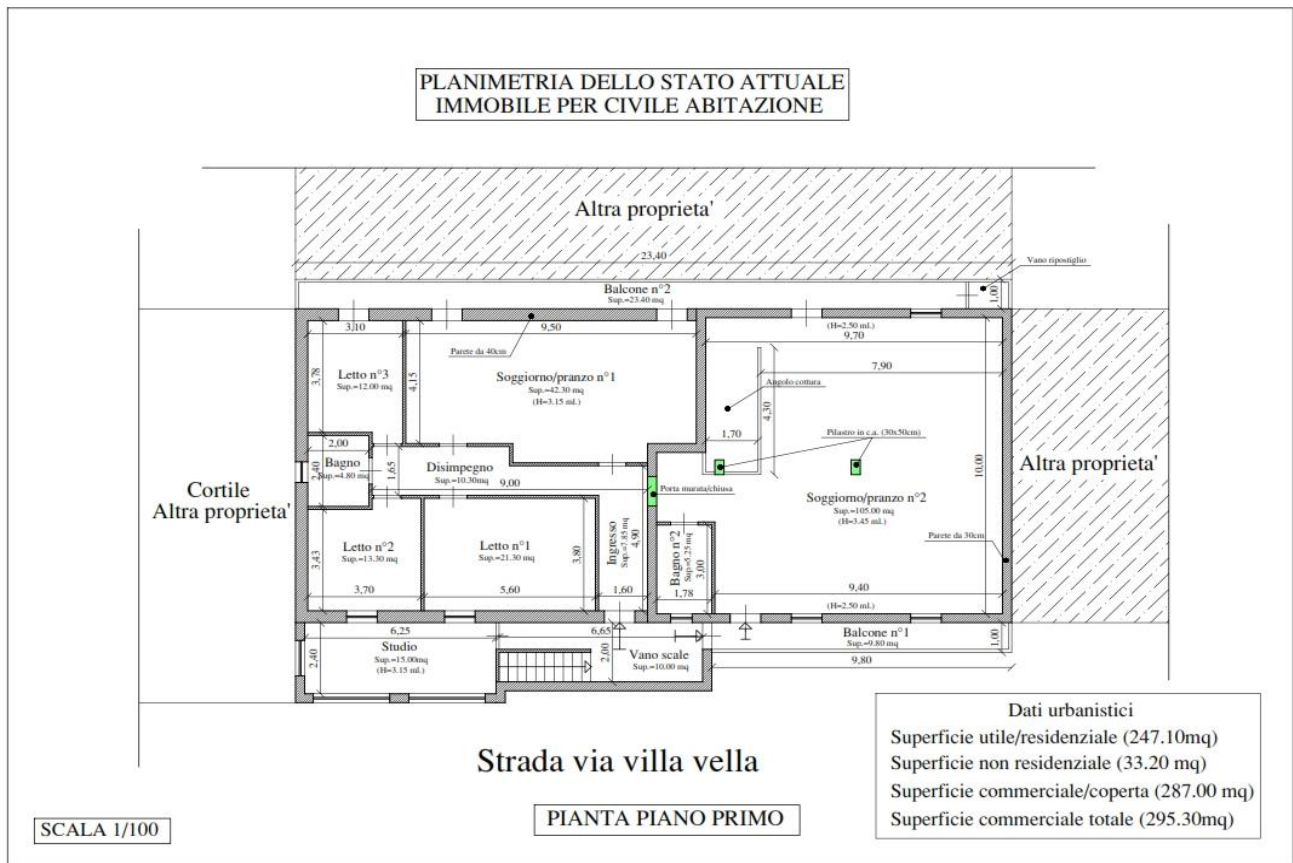 PLANIMETRIA DELLO STATO ATTUALE
IMMOBILE PER CIVILE ABITAZIONE
Altra proprieta'
23,40
Vano ripostiglio
Balcone n°2
Sup.=23.40 mq
1,00
3,10
9,50
(H=2.50 ml.)
9,70
Parete da 40cm
7,90
Letto n°3
Sup.=12.00 mq
3,78
4,15
Soggiorno/pranzo n°1
Sup.=42.30 mq
(H=3.15 ml.)
Angolo cottura
4,30
1,70
Pilastro in c.a. (30x50cm)
10,00
2,00
Bagno
Sup.=4.80 mq
2,40
1,65
Disimpegno
Sup.=10.30mq
9,00
Porta murata/chiusa
Cortile
Altra proprieta'
Altra proprieta'
Soggiorno/pranzo n°2
Sup.=105.00 mq
(H=3.45 ml.)
Parete da 30cm
Letto n°2
Sup.=13.30 mq
3,43
3,70
Letto n°1
Sup.=21.30 mq
3,80
5,60
Ingresso
Sup.=7.85 mq
4,90
1,60
Bagno n°2
Sup.=5.25 mq
3,00
1,78
9,40
(H=2.50 ml.)
6,25
6,65
Studio
Sup.=15.00mq
(H=3.15 ml.)
2,40
2,00
Vano scale
Sup.=10.00 mq
Balcone n°1
Sup.=9.80 mq
1,00
9,80
Strada via villa vella
PIANTA PIANO PRIMO
SCALA 1/100
Dati urbanistici
Superficie utile/residenziale (247.10mq)
Superficie non residenziale (33.20 mq)
Superficie commerciale/coperta (287.00 mq)
Superficie commerciale totale (295.30mq)